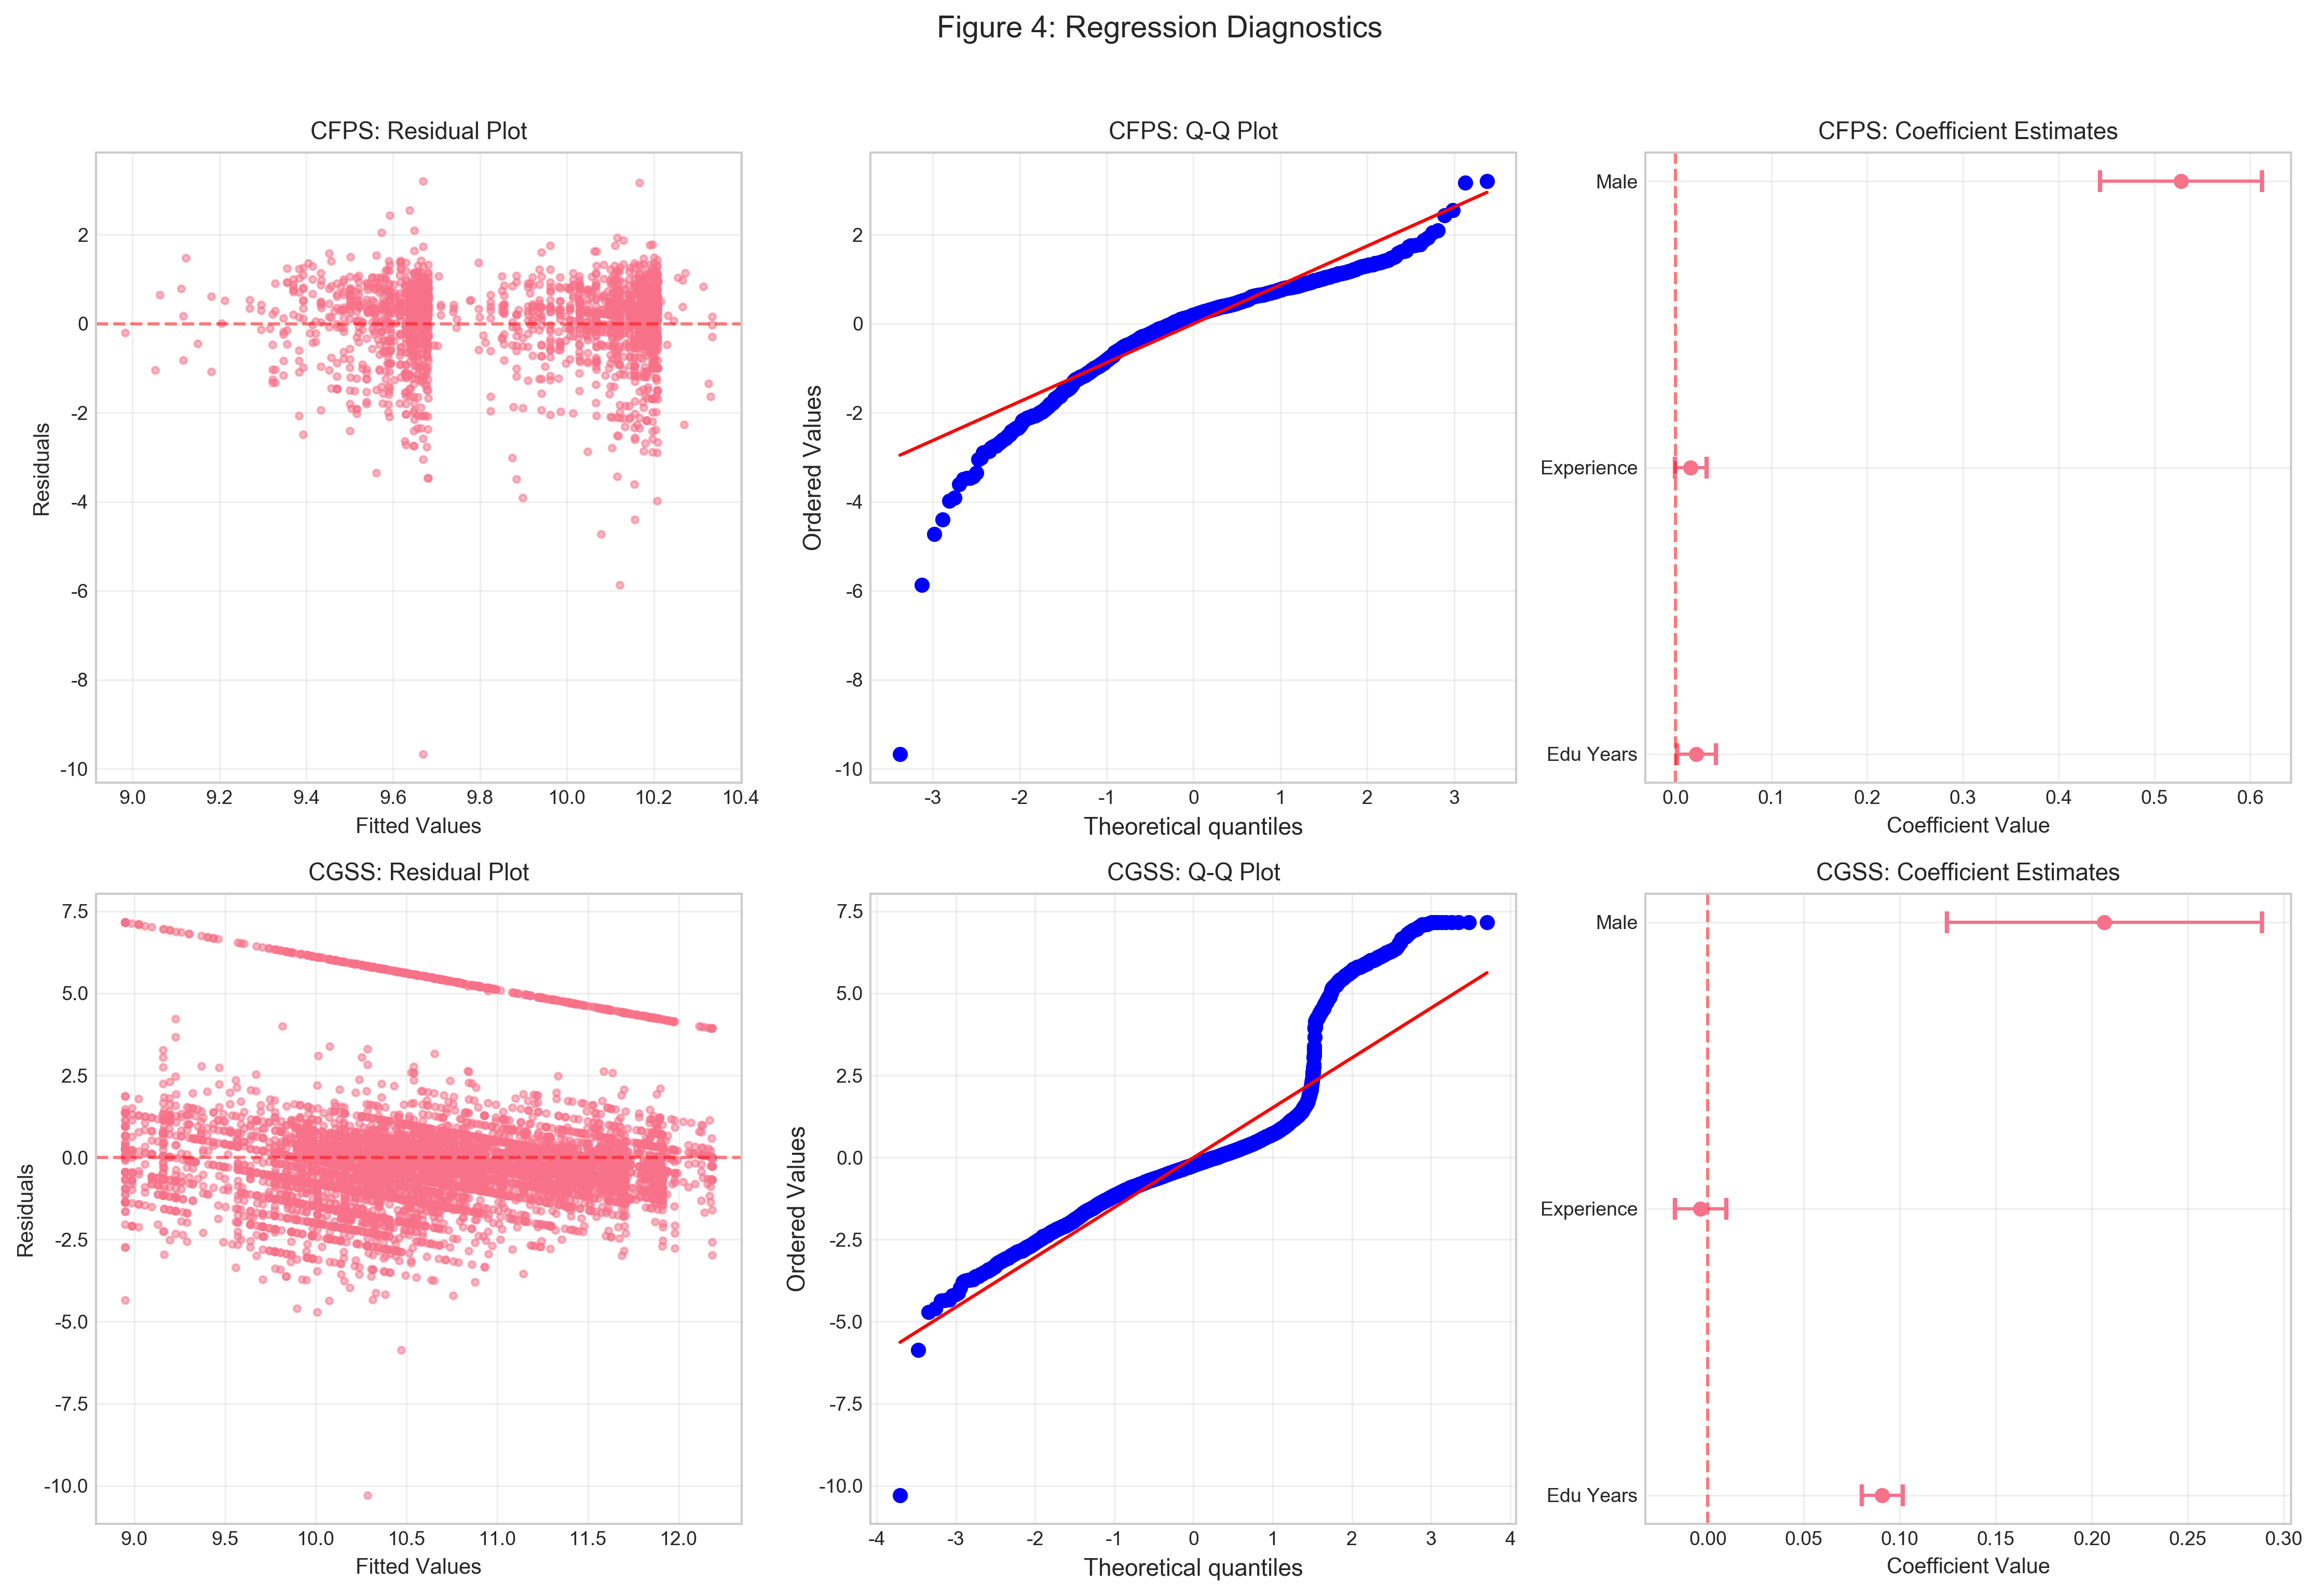 Figure 4: Regression Diagnostics
CFPS: Residual Plot
Residuals
2
0
-2
-4
-6
-8
-10
9.0 9.2 9.4 9.6 9.8 10.0 10.2 10.4
Fitted Values
CFPS: Q-Q Plot
Ordered Values
2
0
-2
-4
-6
-8
-10
-3 -2 -1 0 1 2 3
Theoretical quantiles
CFPS: Coefficient Estimates
Male
Experience
Edu Years
0.0 0.1 0.2 0.3 0.4 0.5 0.6
Coefficient Value
CGSS: Residual Plot
Residuals
7.5
5.0
2.5
0.0
-2.5
-5.0
-7.5
-10.0
9.0 9.5 10.0 10.5 11.0 11.5 12.0
Fitted Values
CGSS: Q-Q Plot
Ordered Values
7.5
5.0
2.5
0.0
-2.5
-5.0
-7.5
-10.0
-4 -3 -2 -1 0 1 2 3 4
Theoretical quantiles
CGSS: Coefficient Estimates
Male
Experience
Edu Years
0.00 0.05 0.10 0.15 0.20 0.25 0.30
Coefficient Value